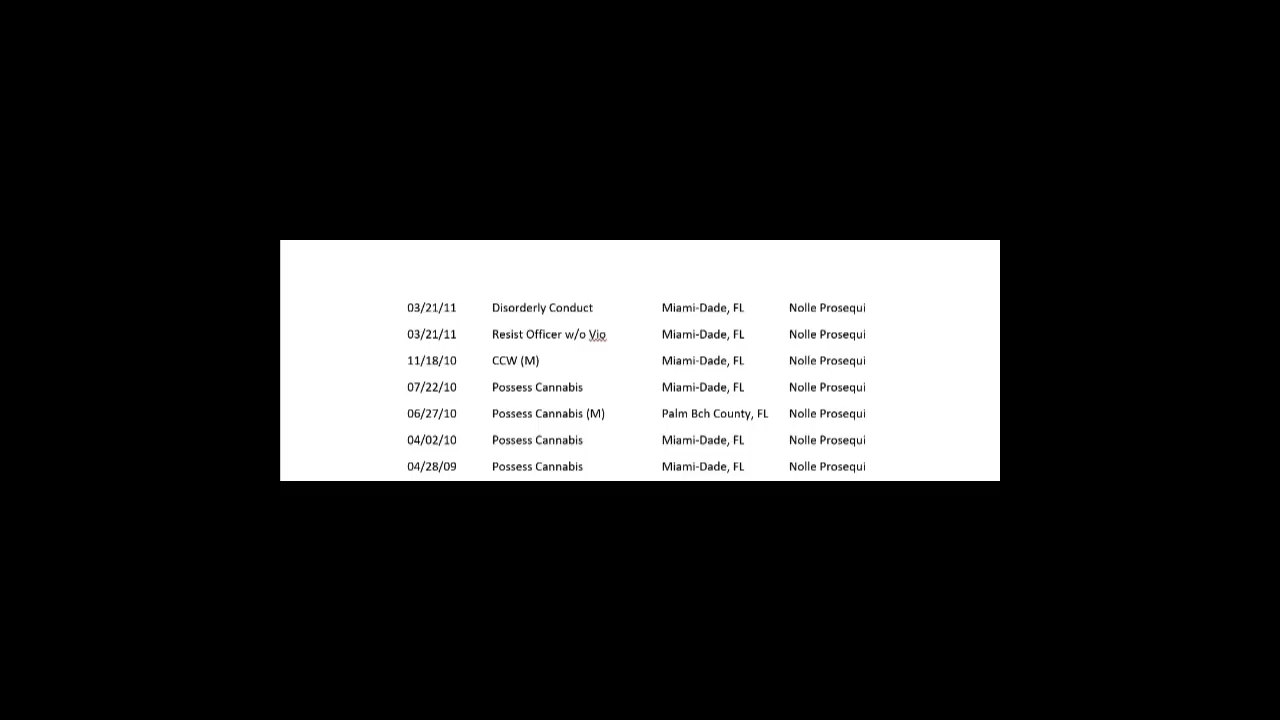 03/21/11 Disorderly Conduct Miami-Dade, FL Nolle Prosequi
03/21/11 Resist Officer w/o Vio Miami-Dade, FL Nolle Prosequi
11/18/10 CCW (M) Miami-Dade, FL Nolle Prosequi
07/22/10 Possess Cannabis Miami-Dade, FL Nolle Prosequi
06/27/10 Possess Cannabis (M) Palm Bch County, FL Nolle Prosequi
04/02/10 Possess Cannabis Miami-Dade, FL Nolle Prosequi
04/28/09 Possess Cannabis Miami-Dade, FL Nolle Prosequi